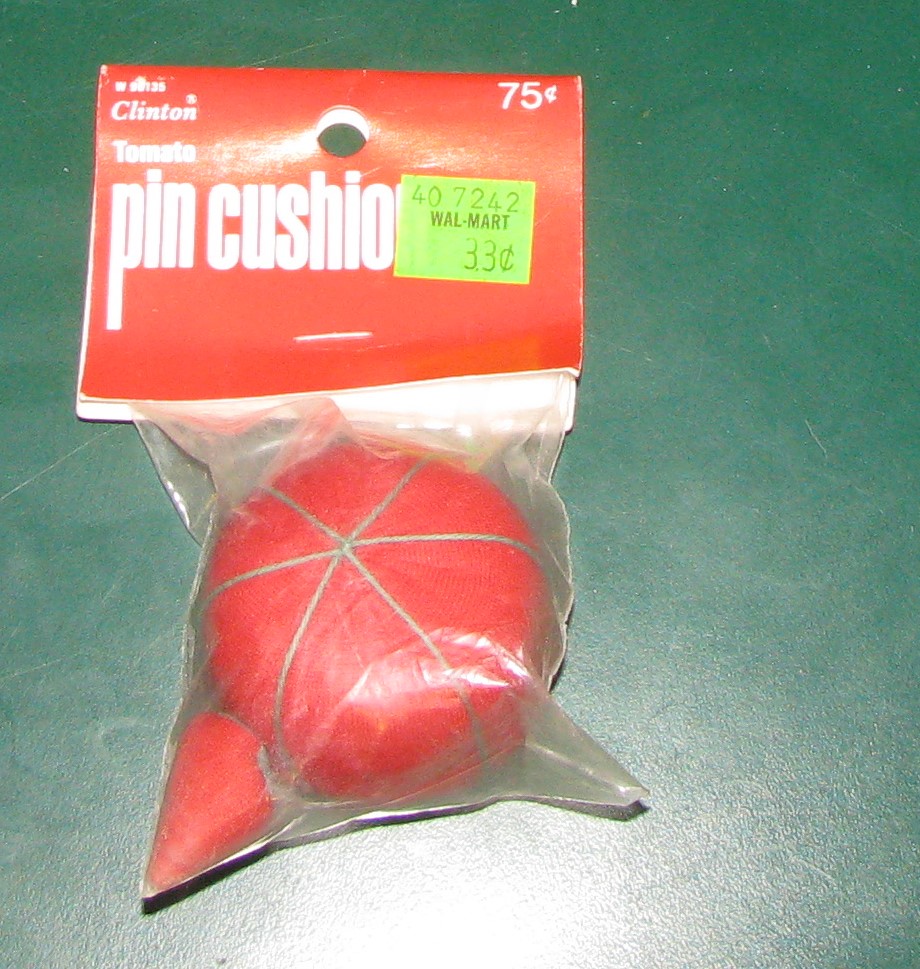 75¢
Clinton®
Tomato
pin cushio
40 7242
WAL-MART
33¢